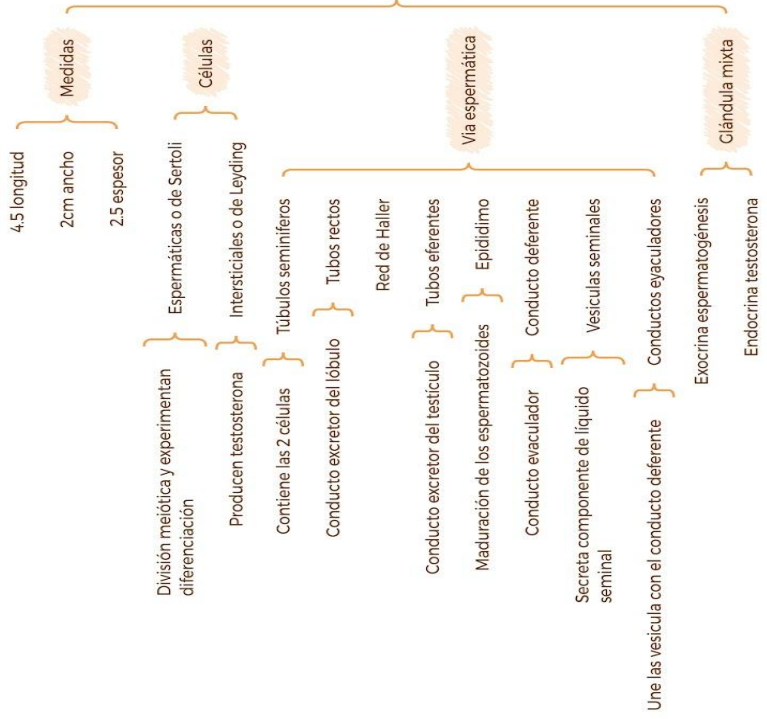 Medidas
4.5 longitud
2cm ancho
2.5 espesor
Células
Espermáticas o de Sertoli
División meiótica y experimentan
diferenciación
Intersticiales o de Leyding
Producen testosterona
Via espermática
Túbulos seminíferos
Contiene las 2 células
Tubos rectos
Conducto excretor del lóbulo
Red de Haller
Tubos eferentes
Conducto excretor del testículo
Epidídimo
Maduración de los espermatozoides
Conducto deferente
Conducto evaculador
Vesículas seminales
Secreta componente de líquido
seminal
Conductos eyaculadores
Une las vesicula con el conducto deferente
Glándula mixta
Exocrina espermatogénesis
Endocrina testosterona